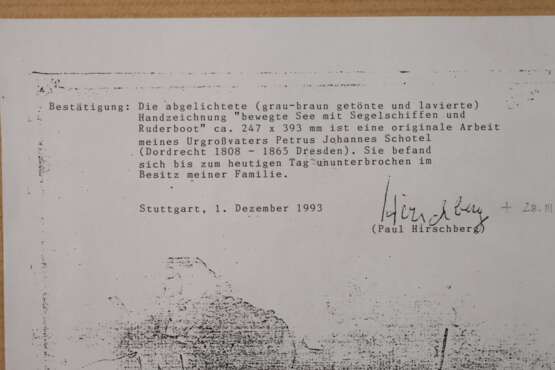 Bestätigung: Die abgelichtete (grau-braun getönte und lavierte)
Handzeichnung "bewegte See mit Segelschiffen und
Ruderboot" ca. 247 x 393 mm ist eine originale Arbeit
meines Urgroßvaters Petrus Johannes Schotel
(Dordrecht 1808 - 1865 Dresden). Sie befand
sich bis zum heutigen Tag ununterbrochen im
Besitz meiner Familie.
Stuttgart, 1. Dezember 1993
Hirschberg + 28. III
(Paul Hirschberg)